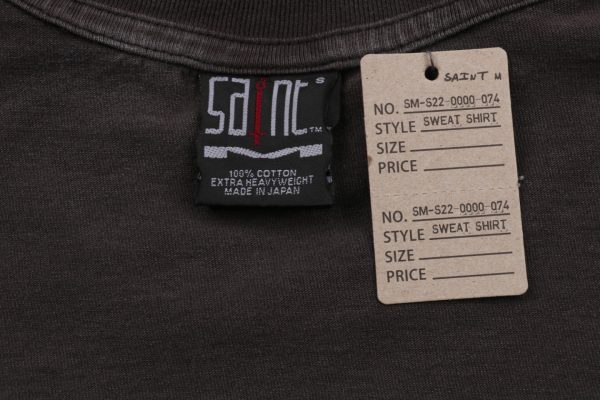 saint
S
TM
100% COTTON
EXTRA HEAVYWEIGHT
MADE IN JAPAN
SAINT M
NO. SM-S22-0000-074
STYLE SWEAT SHIRT
SIZE
PRICE
NO. SM-S22-0000-074
STYLE SWEAT SHIRT
SIZE
PRICE